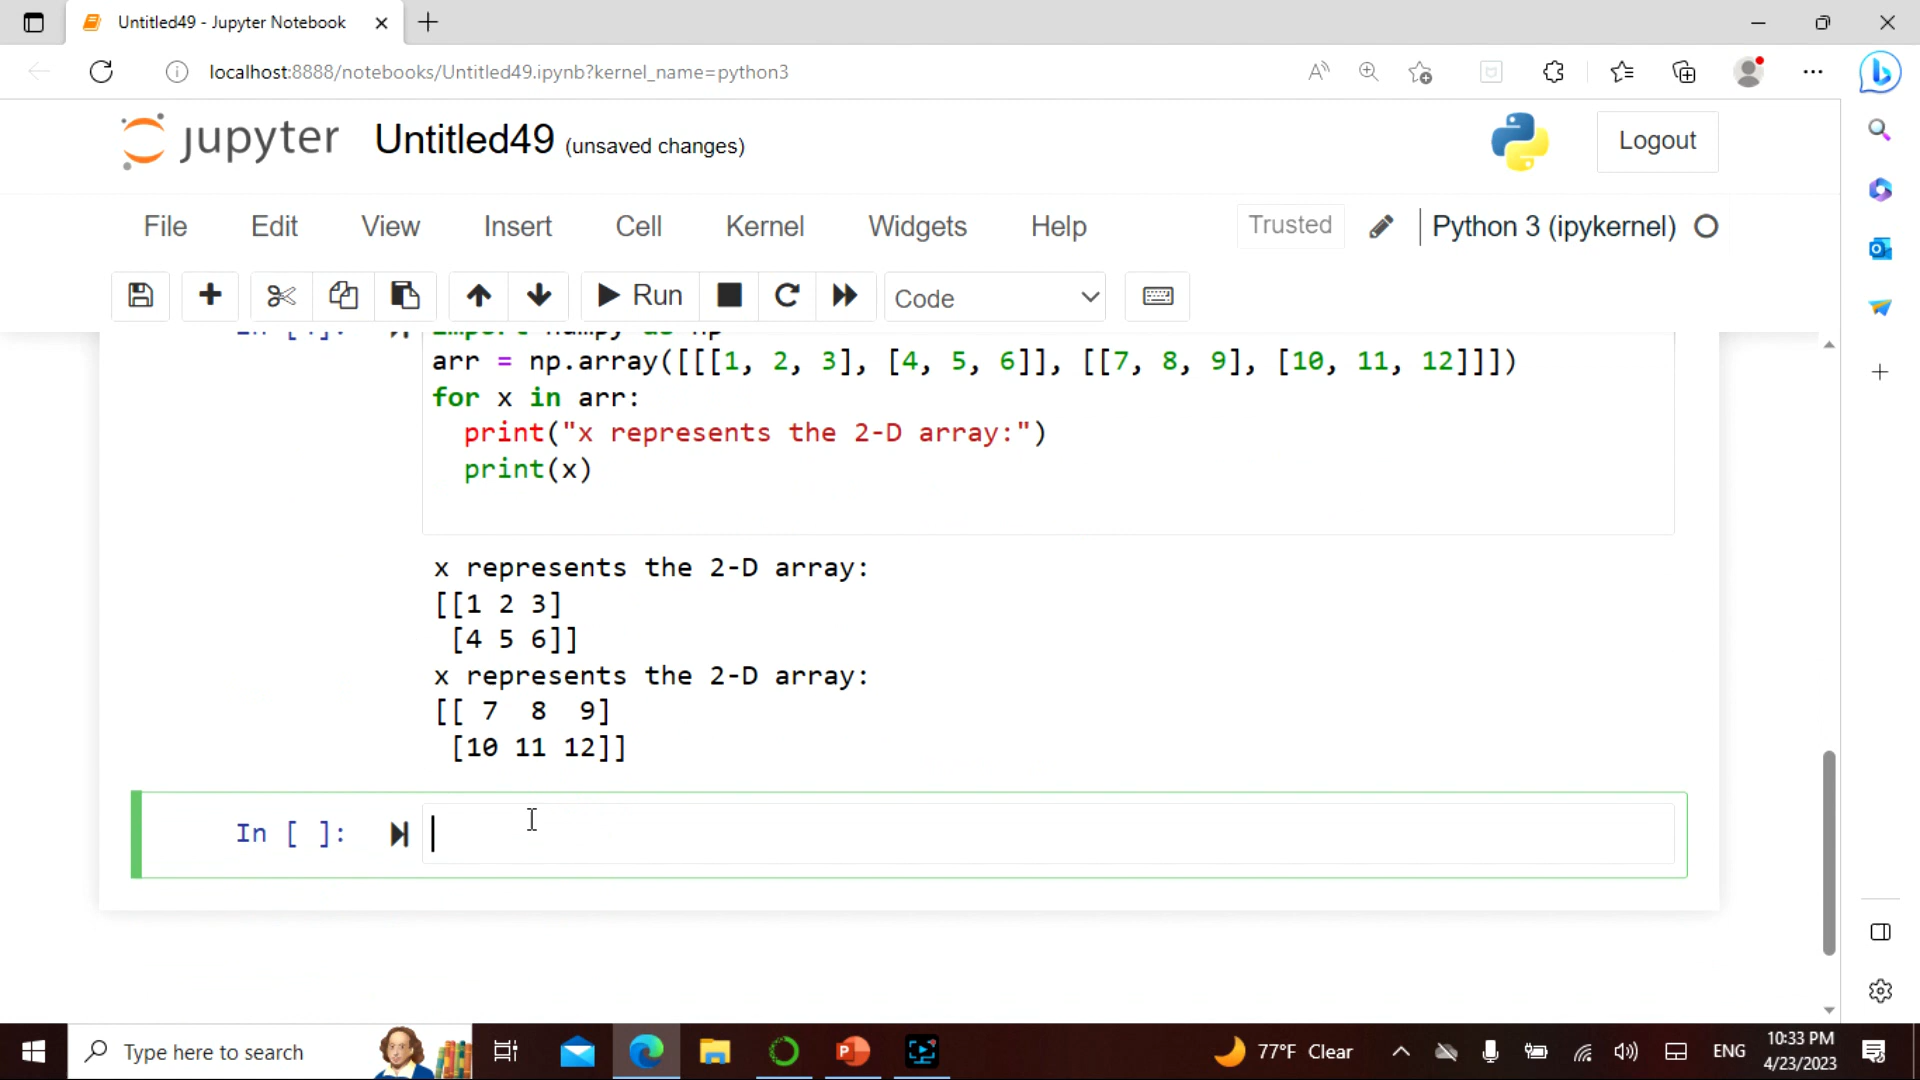 Untitled49 - Jupyter Notebook
localhost:8888/notebooks/Untitled49.ipynb?kernel_name=python3
jupyter Untitled49 (unsaved changes)
Logout
File Edit View Insert Cell Kernel Widgets Help Trusted Python 3 (ipykernel)
Run Code
import numpy as np
arr = np.array([[[1, 2, 3], [4, 5, 6]], [[7, 8, 9], [10, 11, 12]]])
for x in arr:
print("x represents the 2-D array:")
print(x)
x represents the 2-D array:
[[1 2 3]
[4 5 6]]
x represents the 2-D array:
[[ 7 8 9]
[10 11 12]]
In [ ]:
Type here to search
77°F Clear
ENG
10:33 PM
4/23/2023